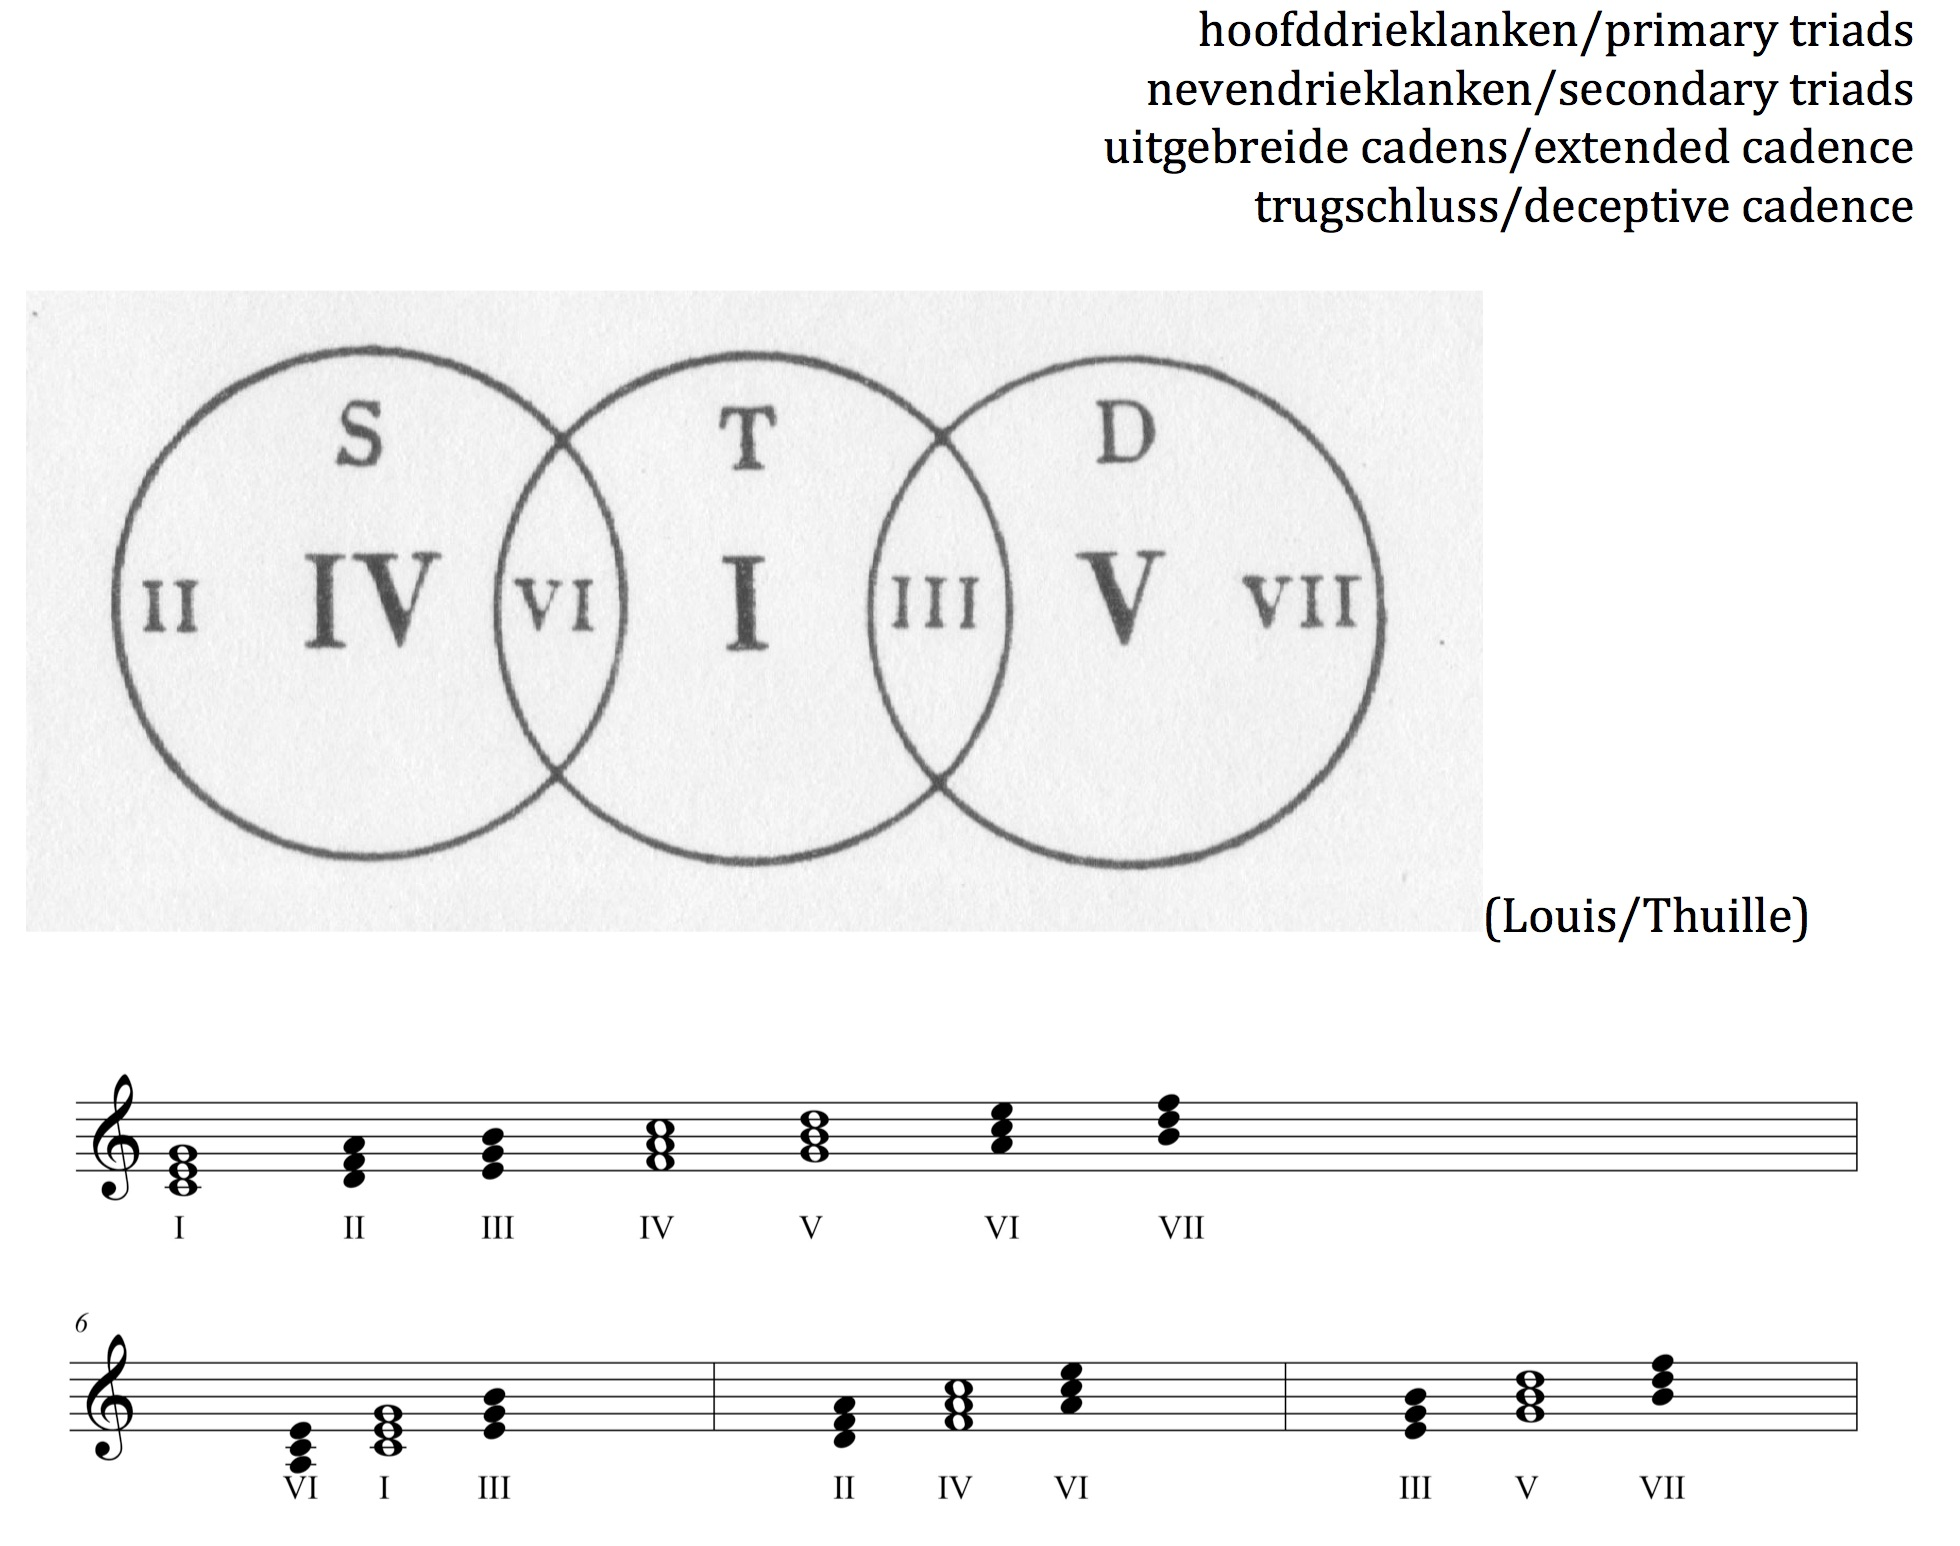 hoofddrieklanken/primary triads
nevendrieklanken/secondary triads
uitgebreide cadens/extended cadence
trugschluss/deceptive cadence
S T D
II IV VI I III V VII
(Louis/Thuille)
I II III IV V VI VII
6
VI I III II IV VI III V VII